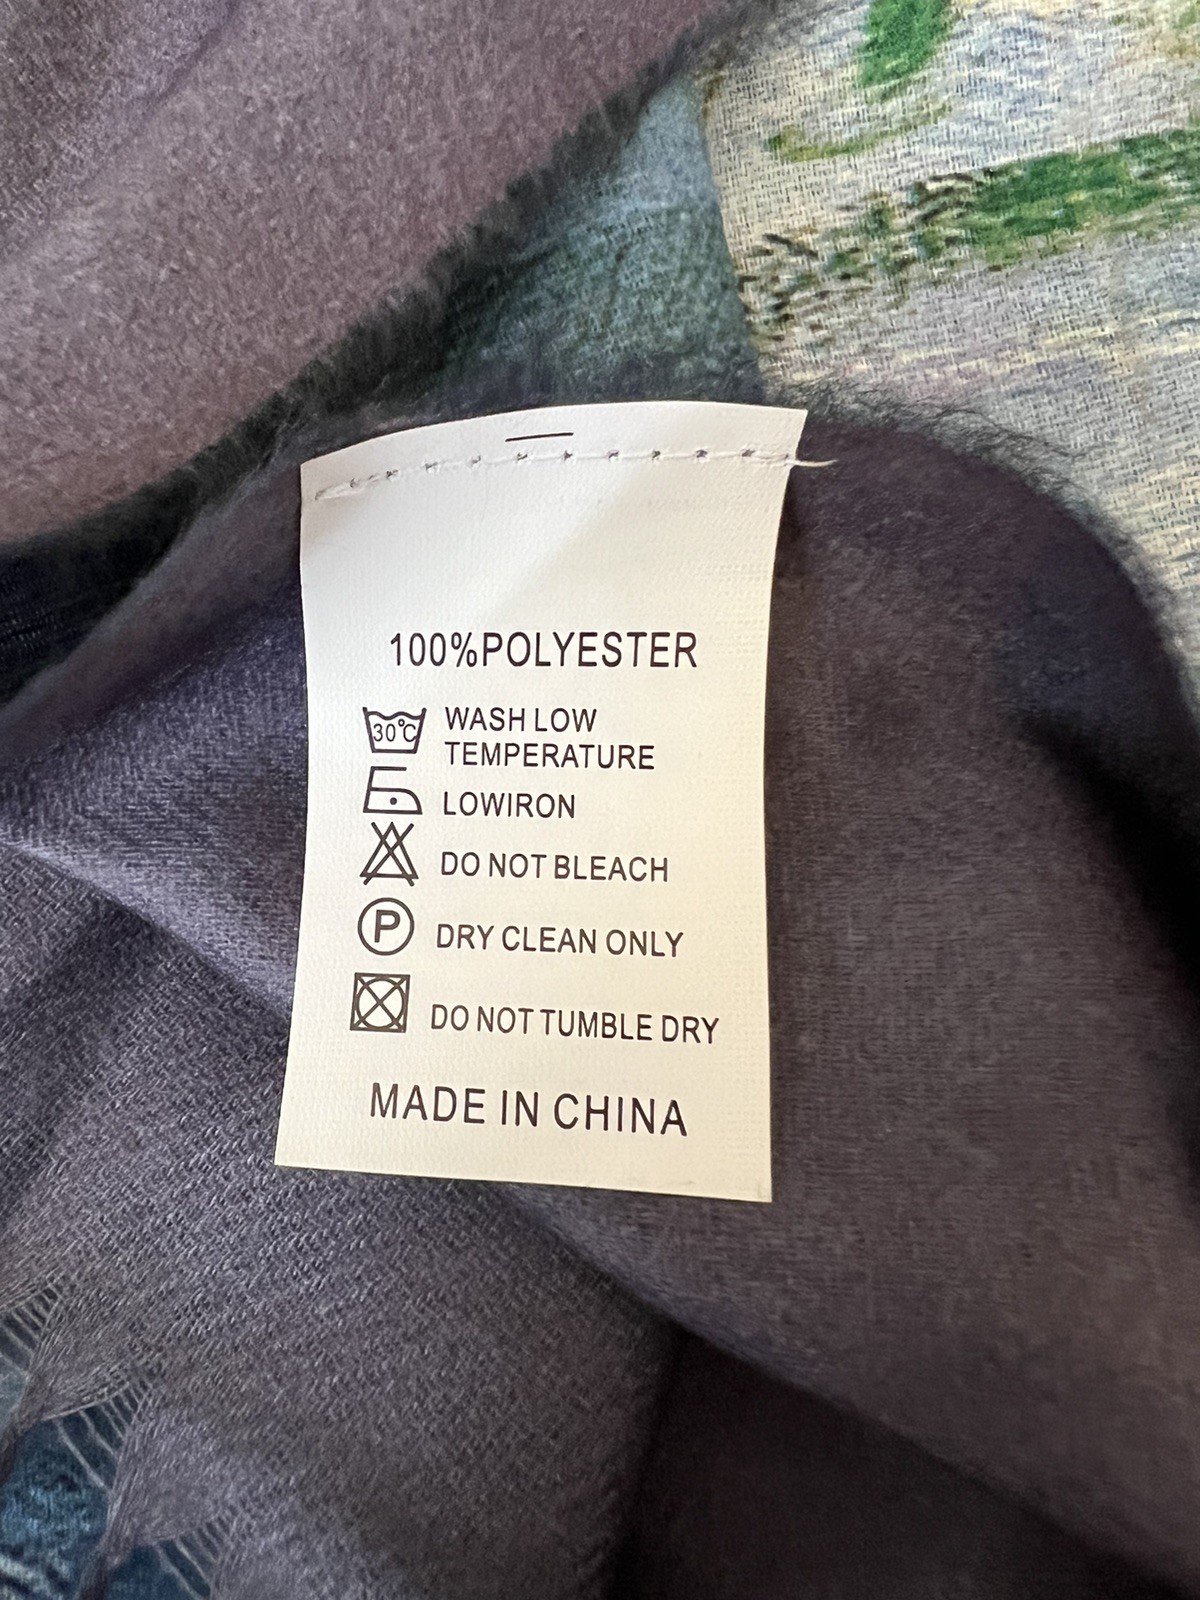 100%POLYESTER
30°C WASH LOW
TEMPERATURE
LOWIRON
DO NOT BLEACH
P DRY CLEAN ONLY
DO NOT TUMBLE DRY
MADE IN CHINA